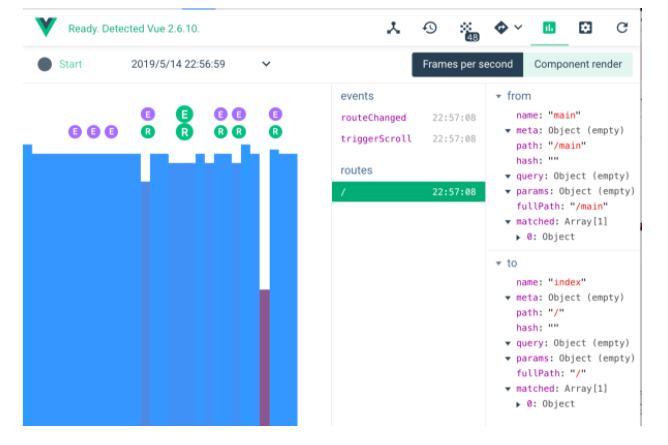 Ready. Detected Vue 2.6.10.
48
Start
2019/5/14 22:56:59
Frames per second
Component render
E E E E E E E E
R R R R R
events
routeChanged 22:57:08
triggerScroll 22:57:08
routes
/ 22:57:08
from
name: "main"
meta: Object (empty)
path: "/main"
hash: ""
query: Object (empty)
params: Object (empty)
fullPath: "/main"
matched: Array[1]
0: Object
to
name: "index"
meta: Object (empty)
path: "/"
hash: ""
query: Object (empty)
params: Object (empty)
fullPath: "/"
matched: Array[1]
0: Object